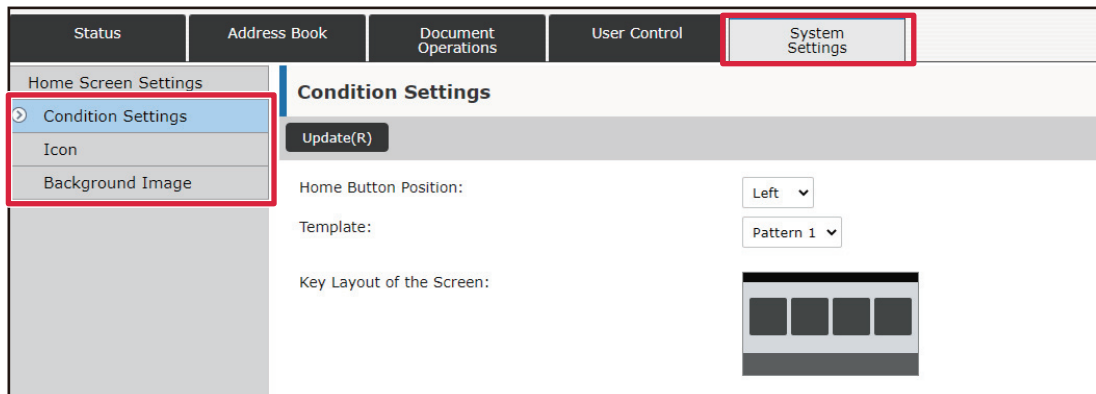 Status
Address Book
Document
Operations
User Control
System
Settings
Home Screen Settings
Condition Settings
Icon
Background Image
Condition Settings
Update(R)
Home Button Position:
Left
Template:
Pattern 1
Key Layout of the Screen: